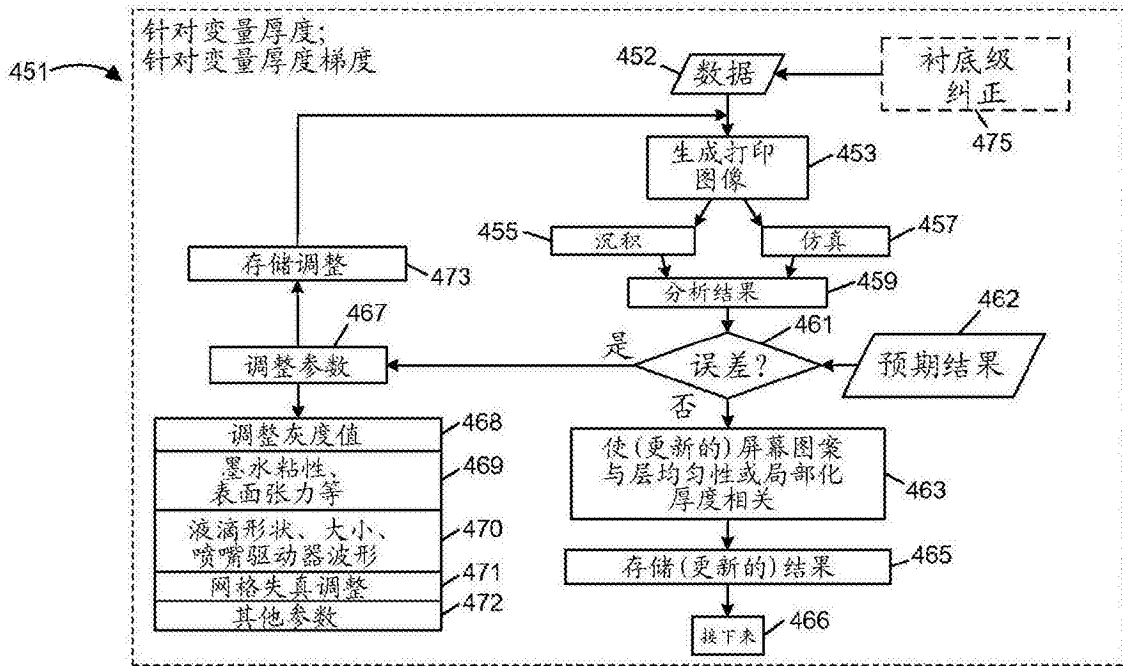 针对变量厚度;
针对变量厚度梯度
451
452
数据
衬底级
纠正
475
生成打印
图像
453
455
沉积
仿真
457
存储调整
473
分析结果
459
467
461
462
调整参数
是
误差?
预期结果
否
调整灰度值
468
墨水粘性、
表面张力等
469
液滴形状、大小、
喷嘴驱动器波形
470
网格失真调整
471
其他参数
472
使(更新的)屏幕图案
与层均匀性或局部化
厚度相关
463
存储(更新的)结果
465
接下来
466